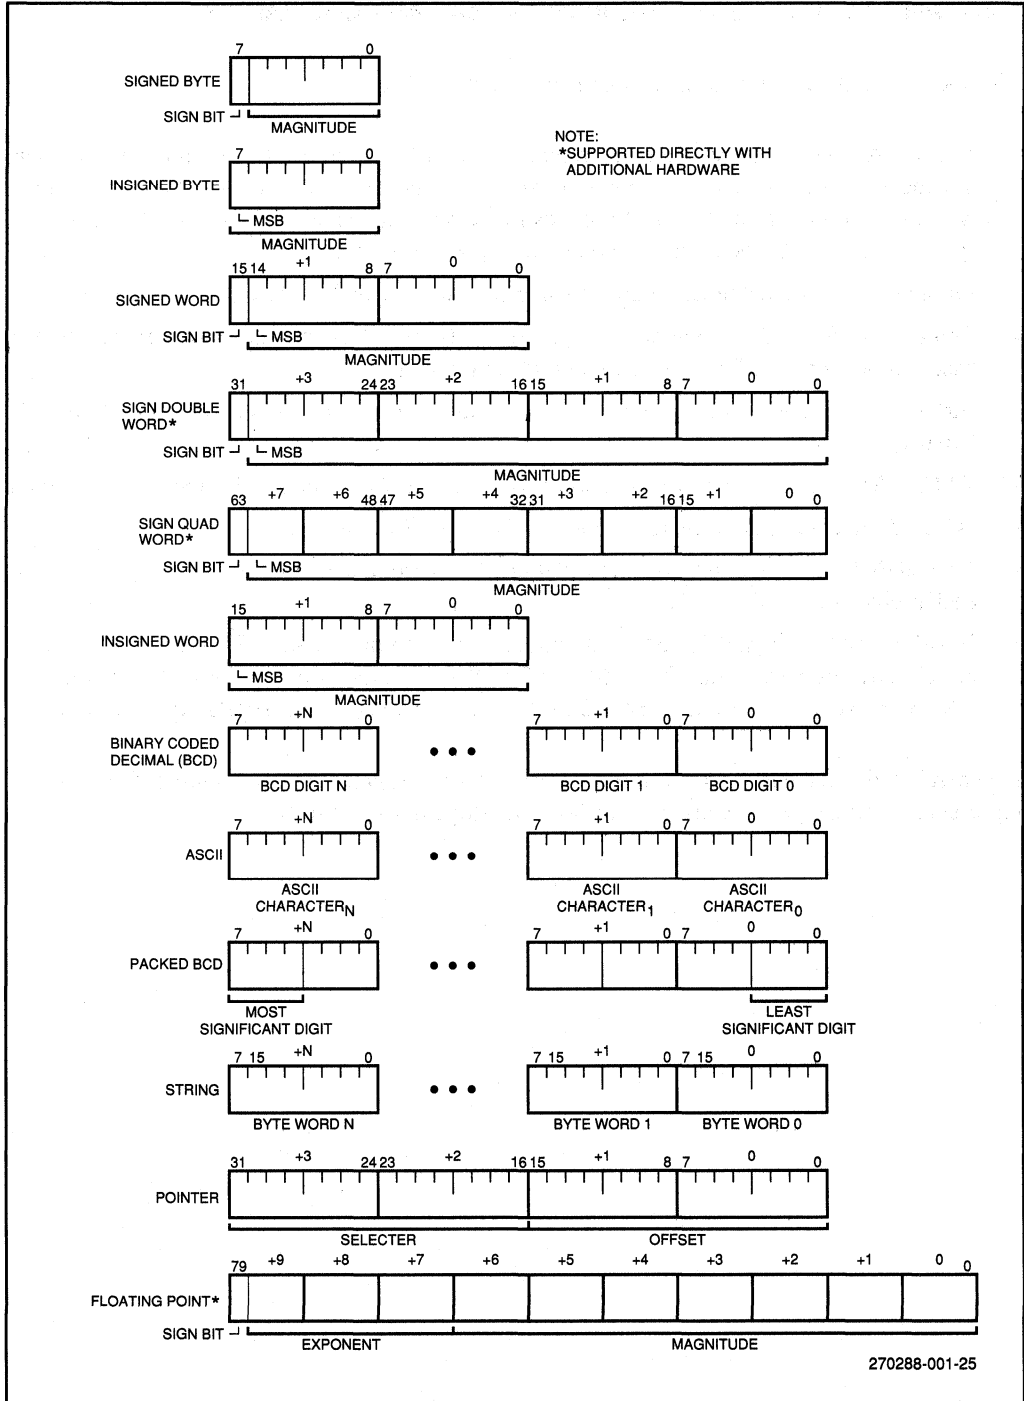 7 0
SIGNED BYTE
SIGN BIT
MAGNITUDE
NOTE:
*SUPPORTED DIRECTLY WITH
ADDITIONAL HARDWARE
7 0
INSIGNED BYTE
MSB
MAGNITUDE
15 14 +1 8 7 0 0
SIGNED WORD
SIGN BIT MSB
MAGNITUDE
31 +3 24 23 +2 16 15 +1 8 7 0 0
SIGN DOUBLE
WORD*
SIGN BIT MSB
MAGNITUDE
63 +7 +6 48 47 +5 +4 32 31 +3 +2 16 15 +1 0 0
SIGN QUAD
WORD*
SIGN BIT MSB
MAGNITUDE
15 +1 8 7 0 0
INSIGNED WORD
MSB
MAGNITUDE
7 +N 0 7 +1 0 7 0 0
BINARY CODED
DECIMAL (BCD)
BCD DIGIT N BCD DIGIT 1 BCD DIGIT 0
7 +N 0 7 +1 0 7 0 0
ASCII
ASCII ASCII ASCII
CHARACTERN CHARACTER1 CHARACTER0
7 +N 0 7 +1 0 7 0 0
PACKED BCD
MOST LEAST
SIGNIFICANT DIGIT SIGNIFICANT DIGIT
7 15 +N 0 7 15 +1 0 7 15 0 0
STRING
BYTE WORD N BYTE WORD 1 BYTE WORD 0
31 +3 24 23 +2 16 15 +1 8 7 0 0
POINTER
SELECTER OFFSET
79 +9 +8 +7 +6 +5 +4 +3 +2 +1 0 0
FLOATING POINT*
SIGN BIT
EXPONENT MAGNITUDE
270288-001-25